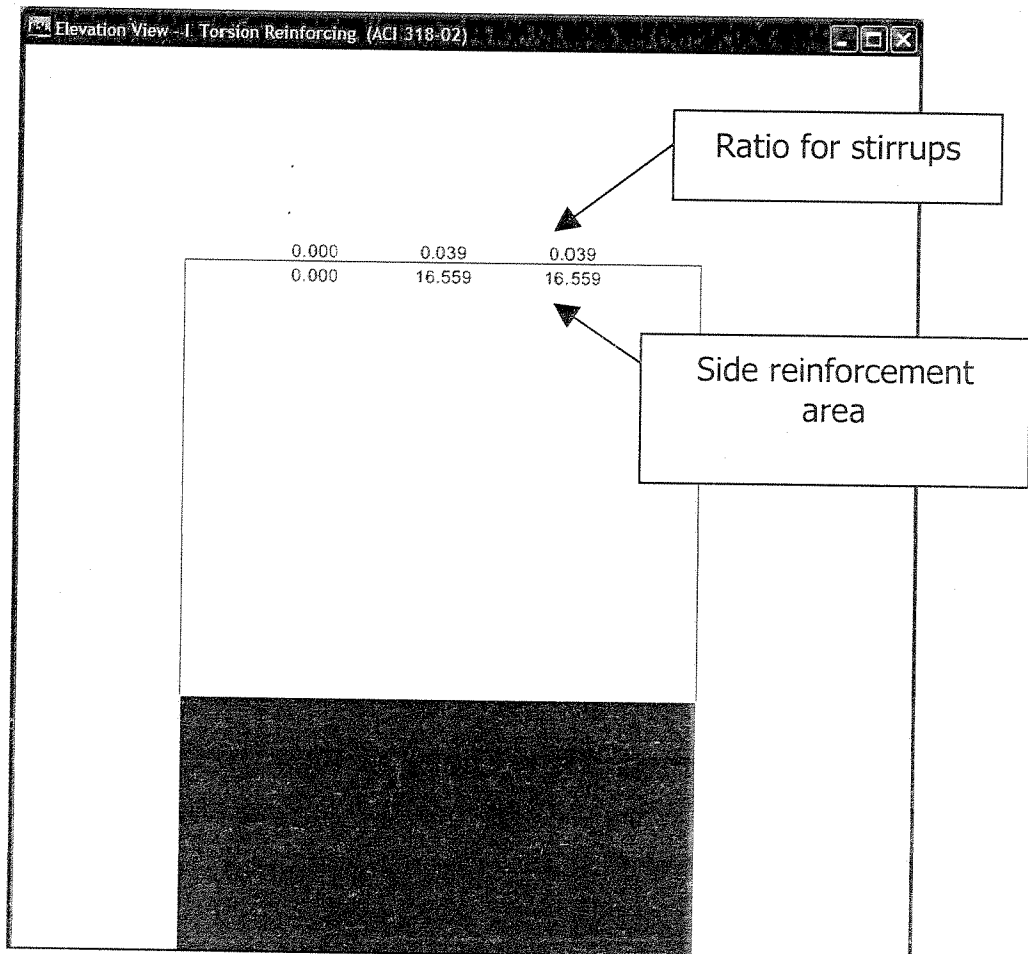 Elevation View - I Torsion Reinforcing (ACI 318-02)
Ratio for stirrups
0.000 0.039 0.039
0.000 16.559 16.559
Side reinforcement
area